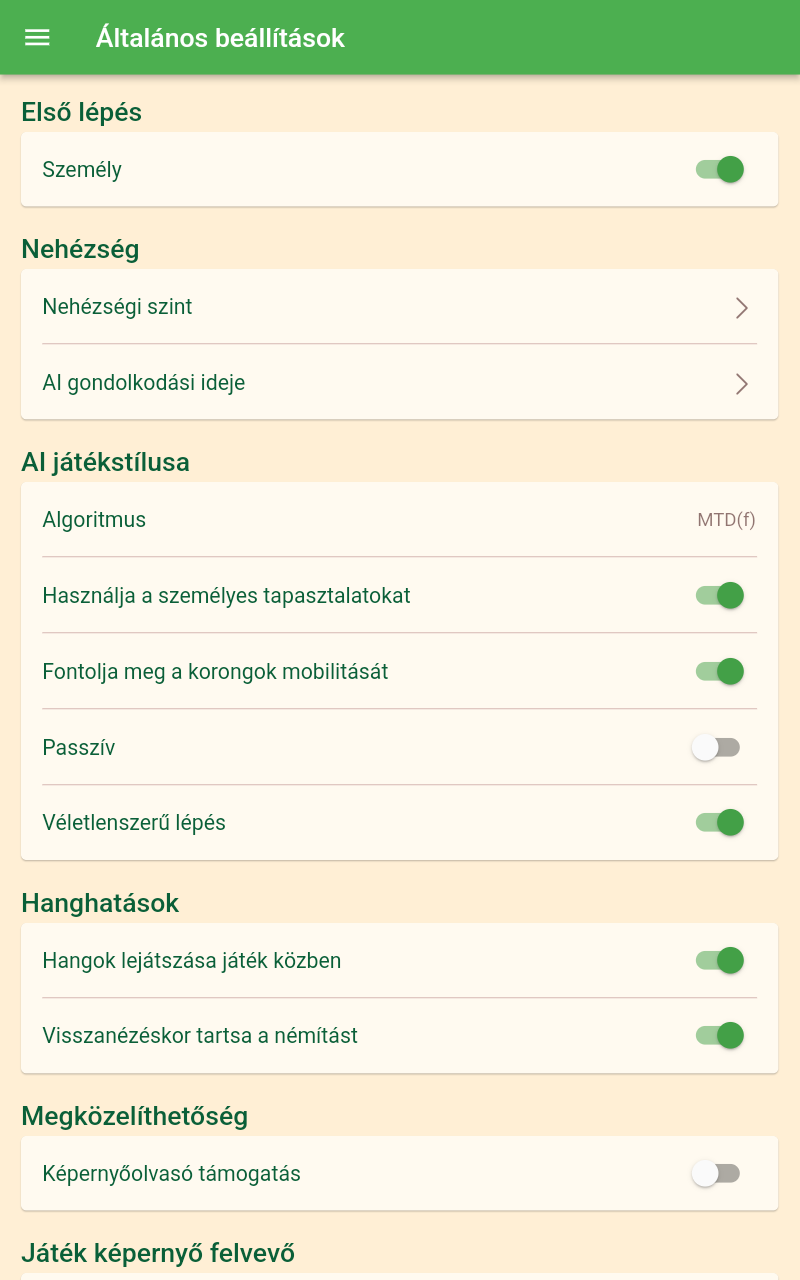 Általános beállítások
Első lépés
Személy
Nehézség
Nehézségi szint
AI gondolkodási ideje
AI játékstílusa
Algoritmus MTD(f)
Használja a személyes tapasztalatokat
Fontolja meg a korongok mobilitását
Passzív
Véletlenszerű lépés
Hanghatások
Hangok lejátszása játék közben
Visszanézéskor tartsa a némítást
Megközelíthetőség
Képernyőolvasó támogatás
Játék képernyő felvevő